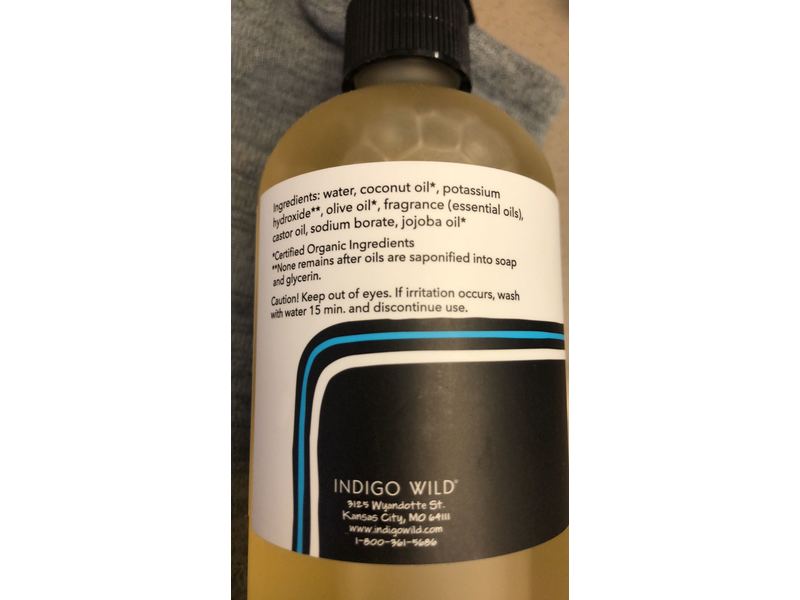 Ingredients: water, coconut oil*, potassium
hydroxide**, olive oil*, fragrance (essential oils),
castor oil, sodium borate, jojoba oil*
*Certified Organic Ingredients
**None remains after oils are saponified into soap
and glycerin.
Caution! Keep out of eyes. If irritation occurs, wash
with water 15 min. and discontinue use.
INDIGO WILD®
3125 Wyandotte St.
Kansas City, MO 64111
www.indigowild.com
1-800-361-5686